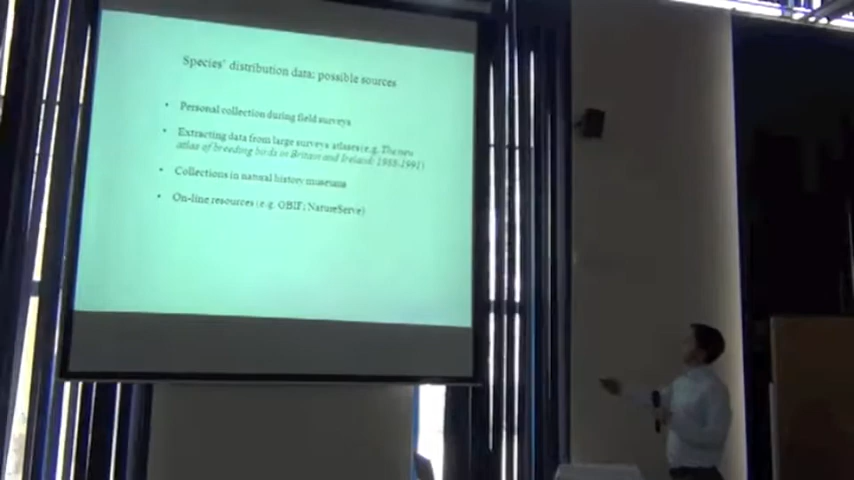 Species' distribution data: possible sources
• Personal collection during field surveys
• Extracting data from large surveys atlases (e.g. The new
atlas of breeding birds in Britain and Ireland: 1988-1991)
• Collections in natural history museums
• On-line resources (e.g. GBIF; NatureServe)